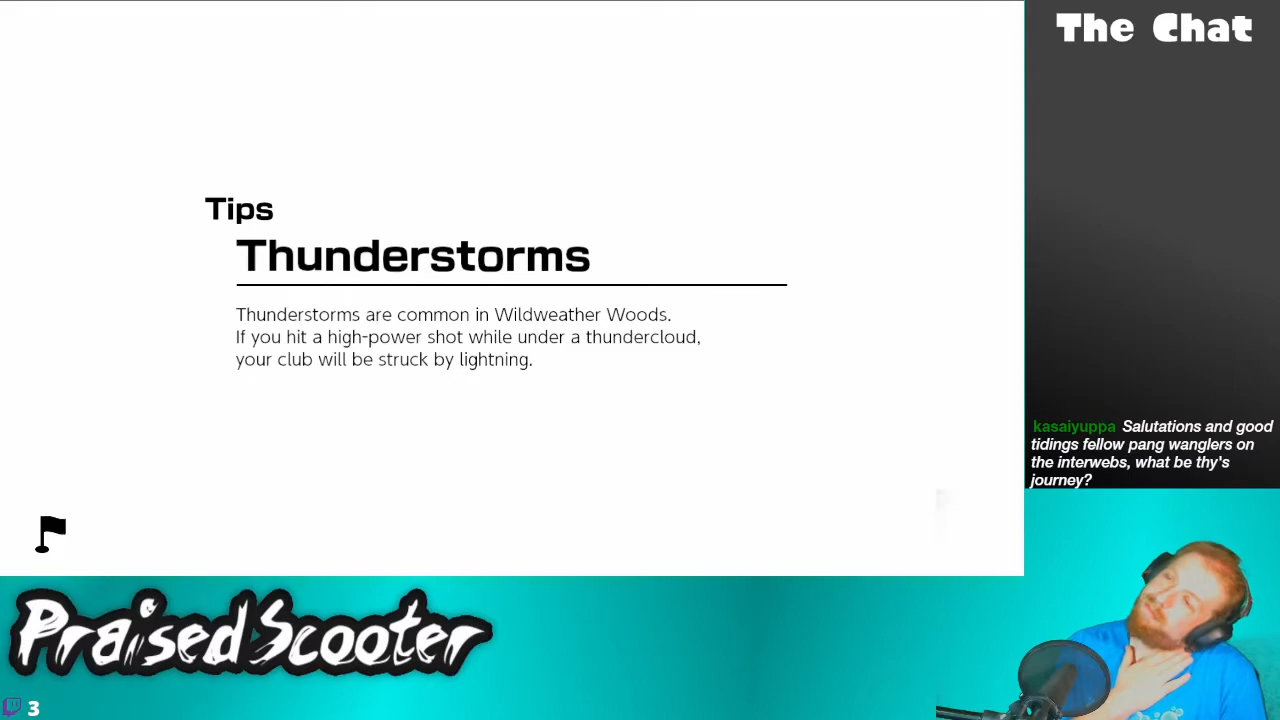 The Chat
Tips
Thunderstorms
Thunderstorms are common in Wildweather Woods.
If you hit a high-power shot while under a thundercloud,
your club will be struck by lightning.
kasaiyuppa Salutations and good
tidings fellow pang wanglers on
the interwebs, what be thy's
journey?
PraisedScooter
3